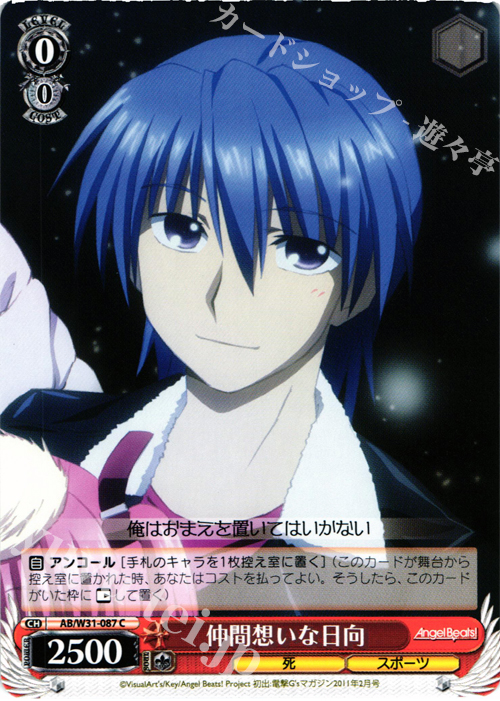 LEVEL
0
0
COST
カードショップ-遊々亭
俺はおまえを置いてはいかない
自 アンコール [手札のキャラを1枚控え室に置く] (このカードが舞台から
控え室に置かれた時、あなたはコストを払ってよい。そうしたら、このカード
がいた枠に して置く)
CH AB/W31-087 C
仲間想いな日向
Angel Beats!
POWER 2500 SOUL
死 スポーツ
©VisualArt's/Key/Angel Beats! Project 初出:電撃G'sマガジン2011年2月号